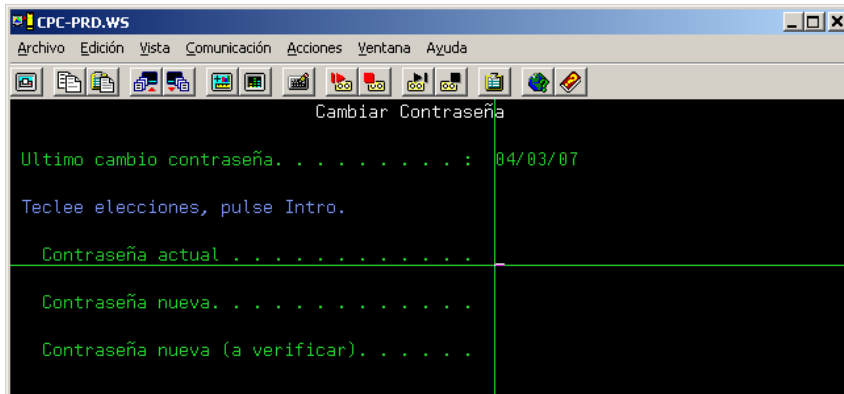 CPC-PRD.WS
Archivo Edición Vista Comunicación Acciones Ventana Ayuda
Cambiar Contraseña
Ultimo cambio contraseña. . . . . . . . . . : 04/03/07
Teclee elecciones, pulse Intro.
Contraseña actual . . . . . . . . . . . . .
Contraseña nueva. . . . . . . . . . . . . .
Contraseña nueva (a verificar). . . . . .